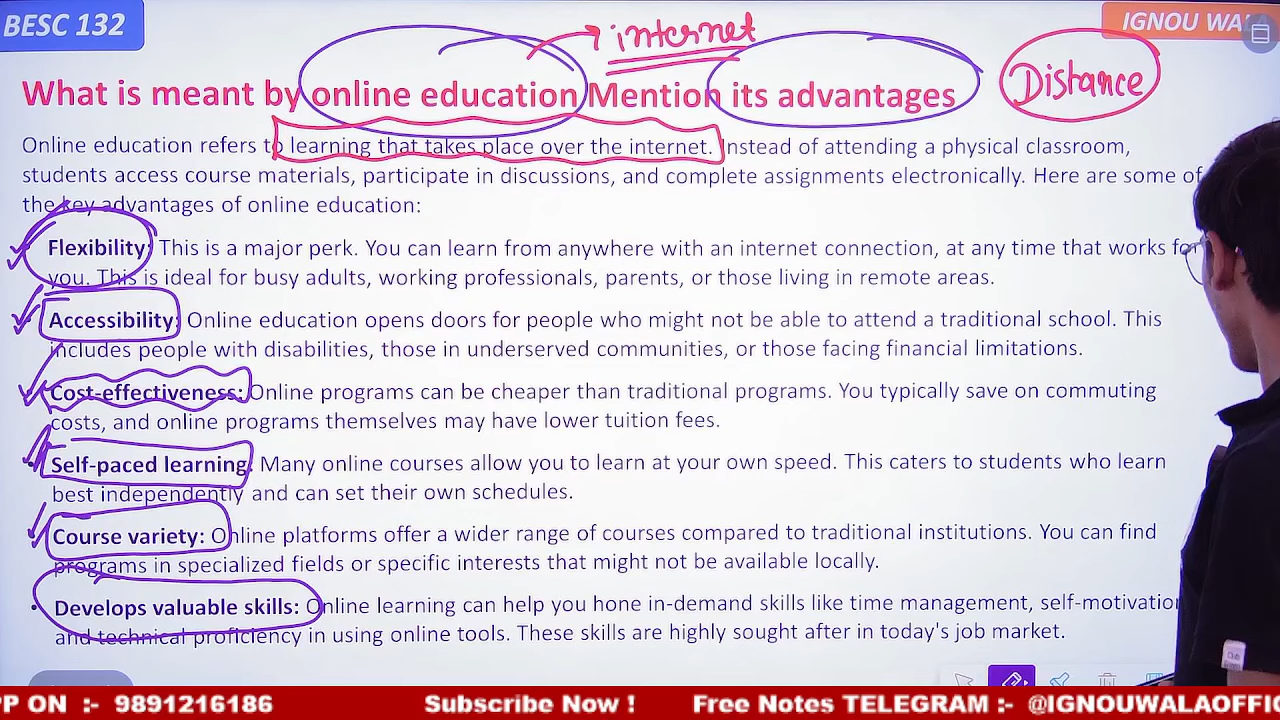 BESC 132
IGNOU WA
internet
What is meant by online education Mention its advantages
Distance
Online education refers to learning that takes place over the internet. Instead of attending a physical classroom,
students access course materials, participate in discussions, and complete assignments electronically. Here are some of
the key advantages of online education:
Flexibility: This is a major perk. You can learn from anywhere with an internet connection, at any time that works for
you. This is ideal for busy adults, working professionals, parents, or those living in remote areas.
Accessibility: Online education opens doors for people who might not be able to attend a traditional school. This
includes people with disabilities, those in underserved communities, or those facing financial limitations.
Cost-effectiveness: Online programs can be cheaper than traditional programs. You typically save on commuting
costs, and online programs themselves may have lower tuition fees.
• Self-paced learning: Many online courses allow you to learn at your own speed. This caters to students who learn
best independently and can set their own schedules.
Course variety: Online platforms offer a wider range of courses compared to traditional institutions. You can find
programs in specialized fields or specific interests that might not be available locally.
• Develops valuable skills: Online learning can help you hone in-demand skills like time management, self-motivation
and technical proficiency in using online tools. These skills are highly sought after in today's job market.
PP ON :- 9891216186 Subscribe Now ! Free Notes TELEGRAM :- @IGNOUWALAOFFIC